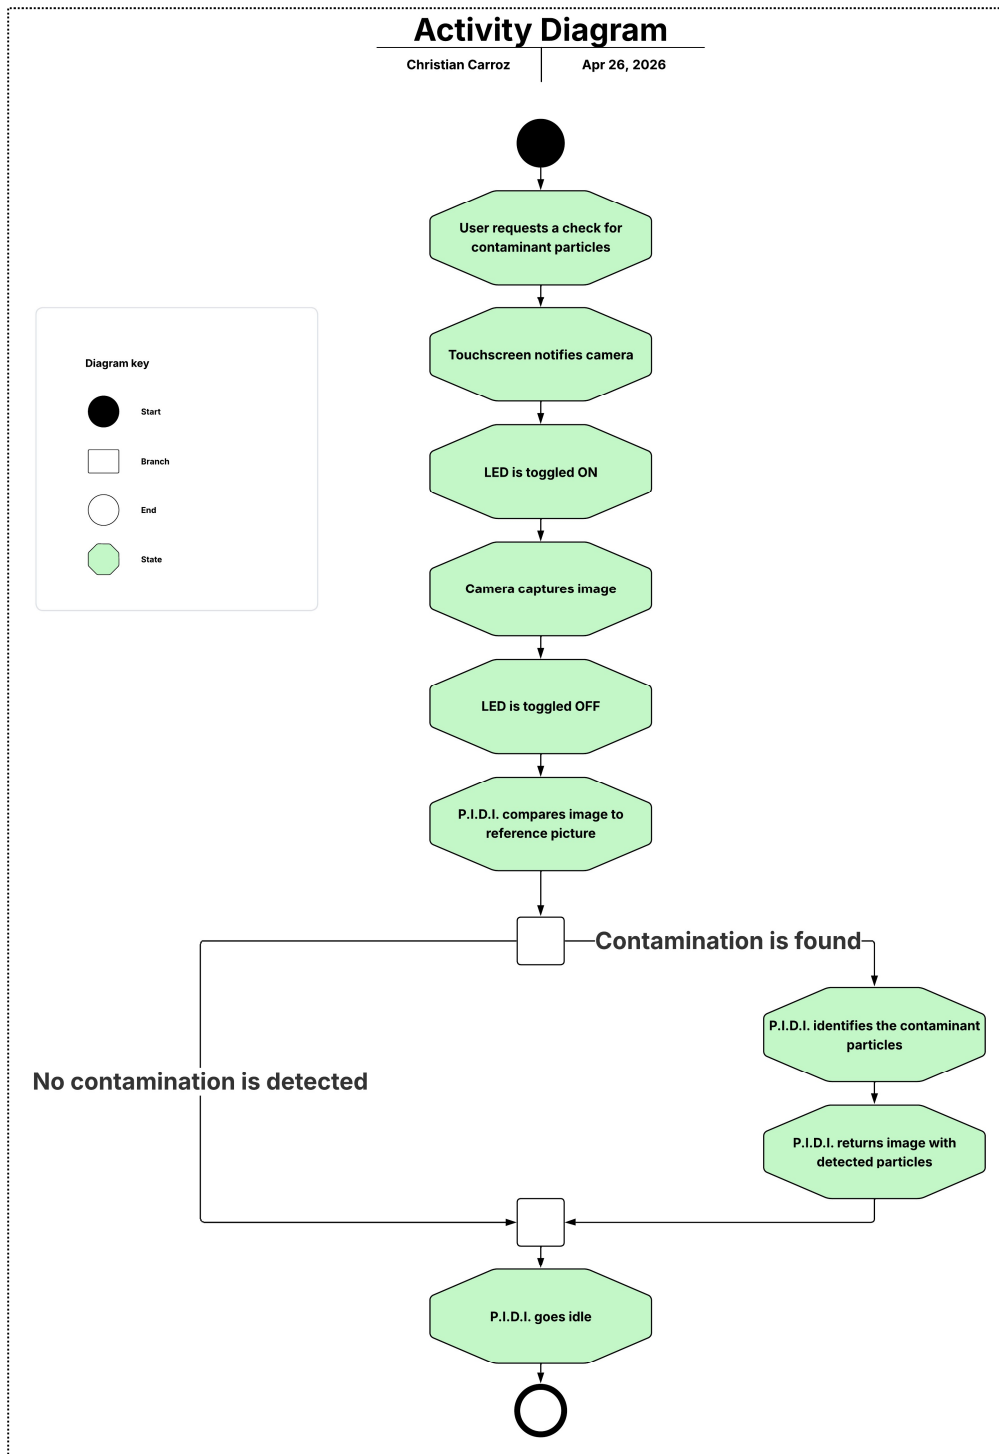 Activity Diagram
Christian Carroz
Apr 26, 2026
User requests a check for
contaminant particles
Touchscreen notifies camera
Diagram key
Start
Branch
End
State
LED is toggled ON
Camera captures image
LED is toggled OFF
P.I.D.I. compares image to
reference picture
Contamination is found
P.I.D.I. identifies the contaminant
particles
No contamination is detected
P.I.D.I. returns image with
detected particles
P.I.D.I. goes idle